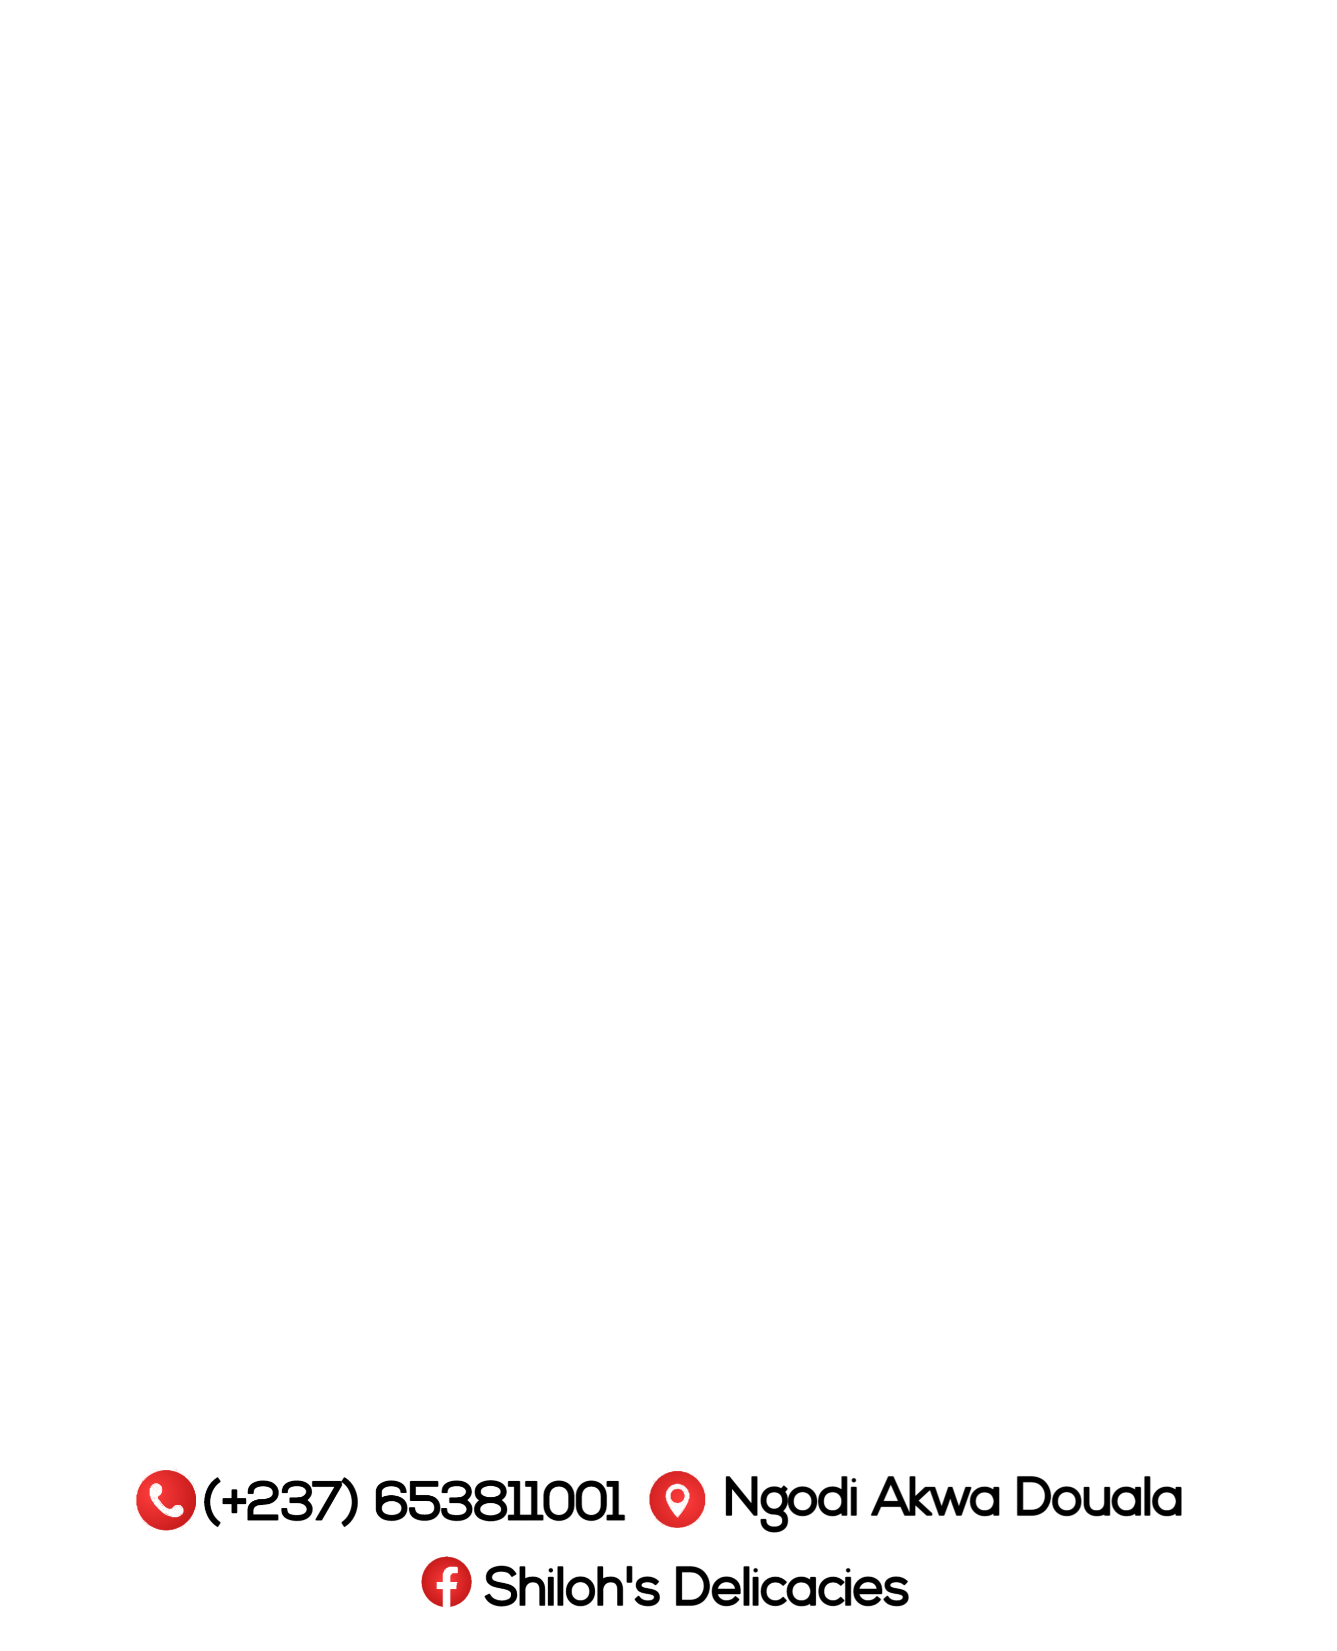 (+237) 653811001 Ngodi Akwa Douala
Shiloh's Delicacies